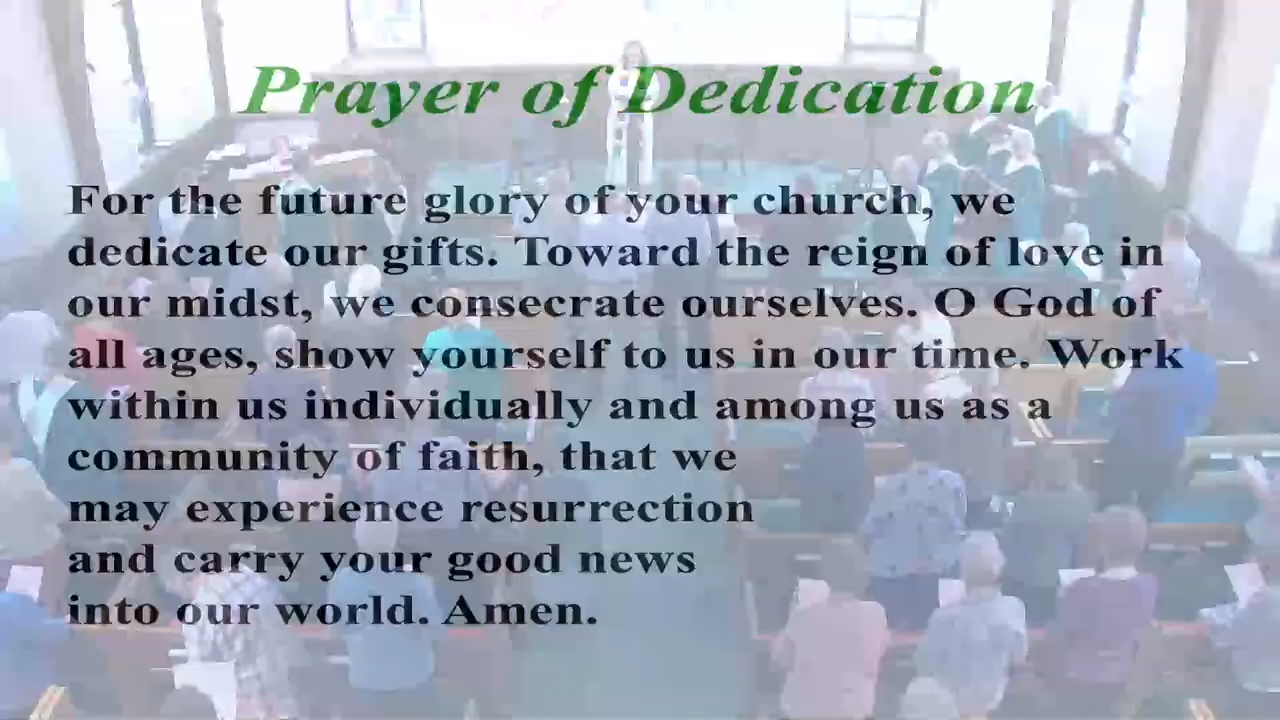 Prayer of Dedication
For the future glory of your church, we
dedicate our gifts. Toward the reign of love in
our midst, we consecrate ourselves. O God of
all ages, show yourself to us in our time. Work
within us individually and among us as a
community of faith, that we
may experience resurrection
and carry your good news
into our world. Amen.